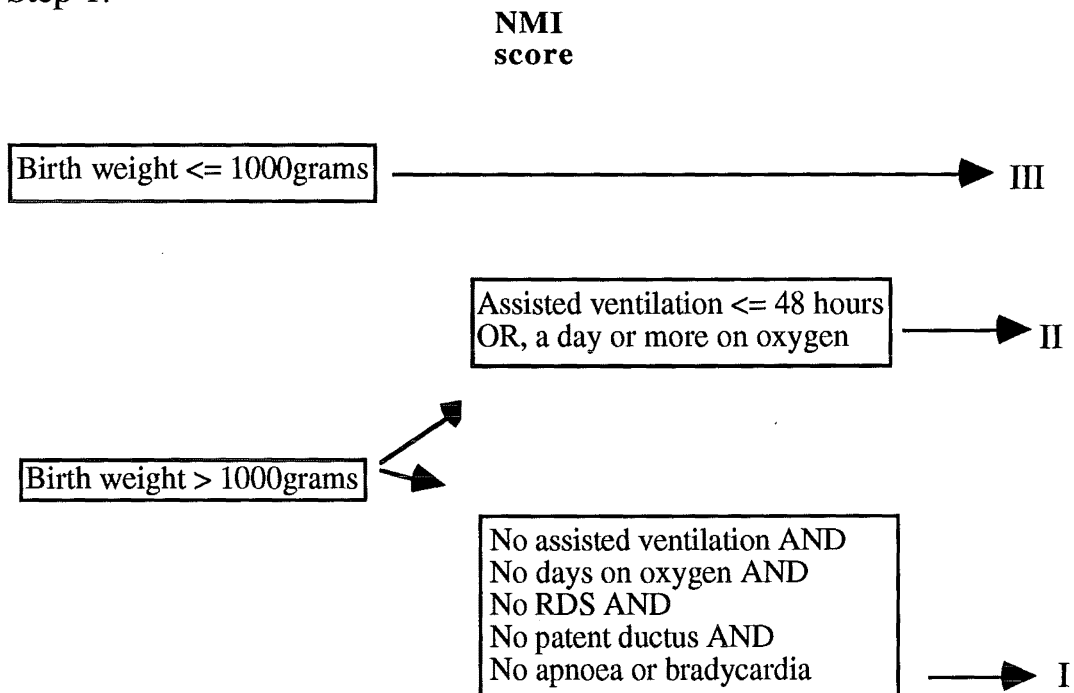 NMI
score
Birth weight <= 1000grams
III
Assisted ventilation <= 48 hours
OR, a day or more on oxygen
II
Birth weight > 1000grams
No assisted ventilation AND
No days on oxygen AND
No RDS AND
No patent ductus AND
No apnoea or bradycardia
I